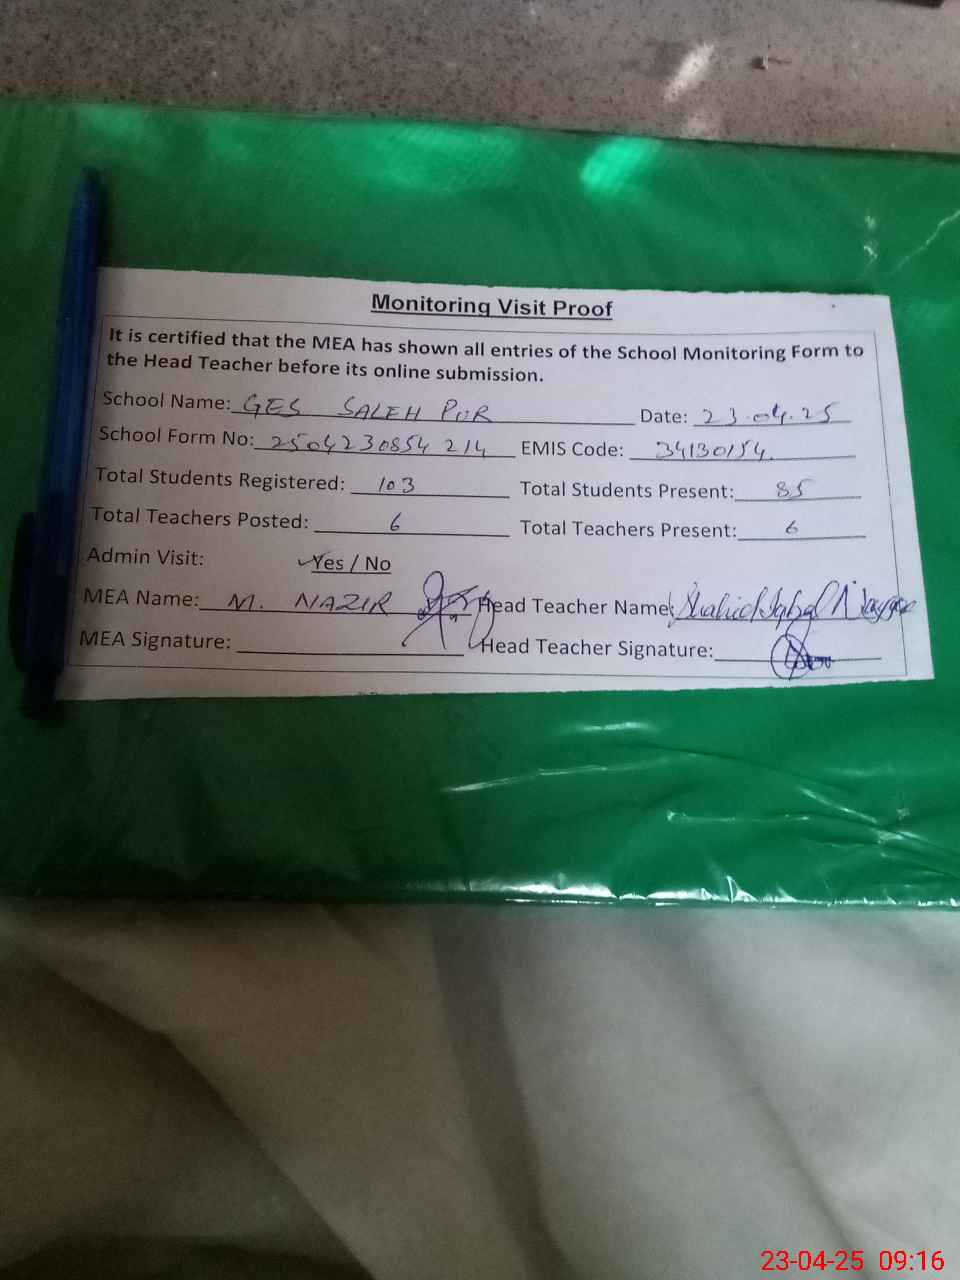 Monitoring Visit Proof
It is certified that the MEA has shown all entries of the School Monitoring Form to
the Head Teacher before its online submission.
School Name: GES SALEH PUR Date: 23.04.25
School Form No: 2504230854 214 EMIS Code: 34130154.
Total Students Registered: 103 Total Students Present: 85
Total Teachers Posted: 6 Total Teachers Present: 6
Admin Visit: Yes / No
MEA Name: M. NAZIR Head Teacher Name: Shahid Iqbal
MEA Signature: Head Teacher Signature:
23-04-25 09:16